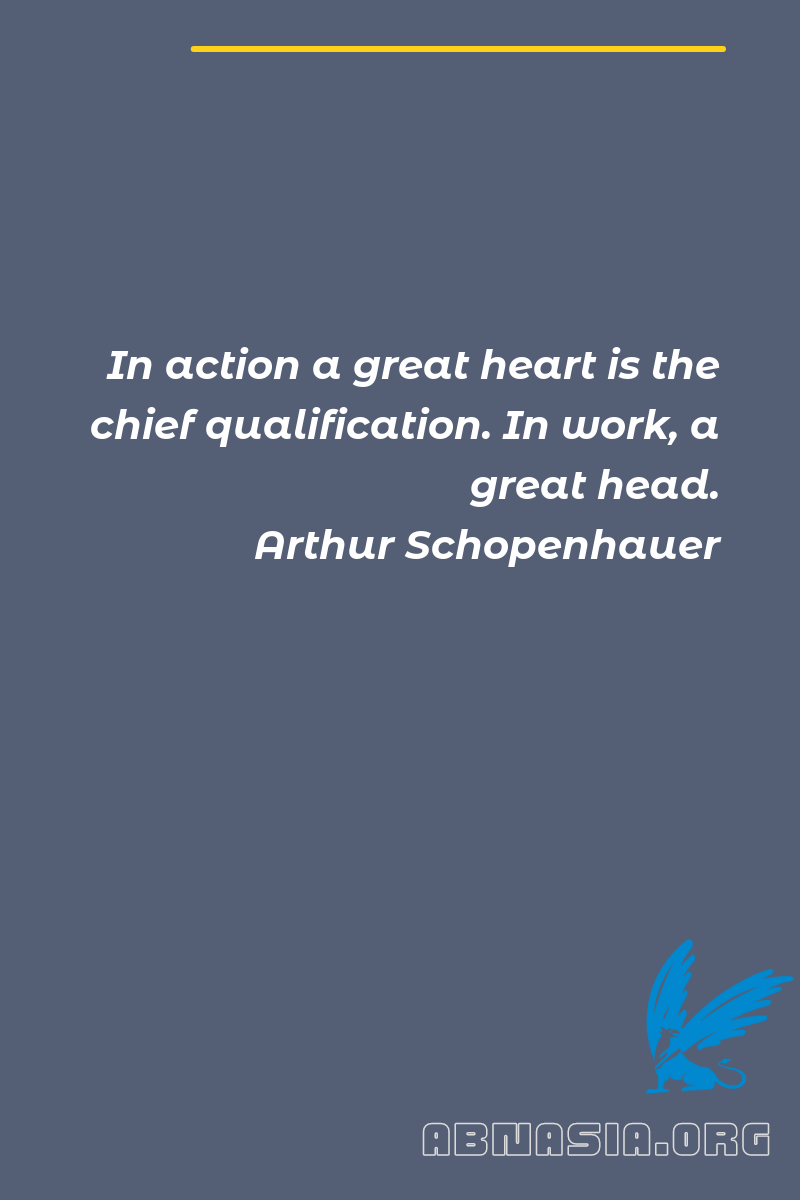 In action a great heart is the
chief qualification. In work, a
great head.
Arthur Schopenhauer
ABNASIA.ORG